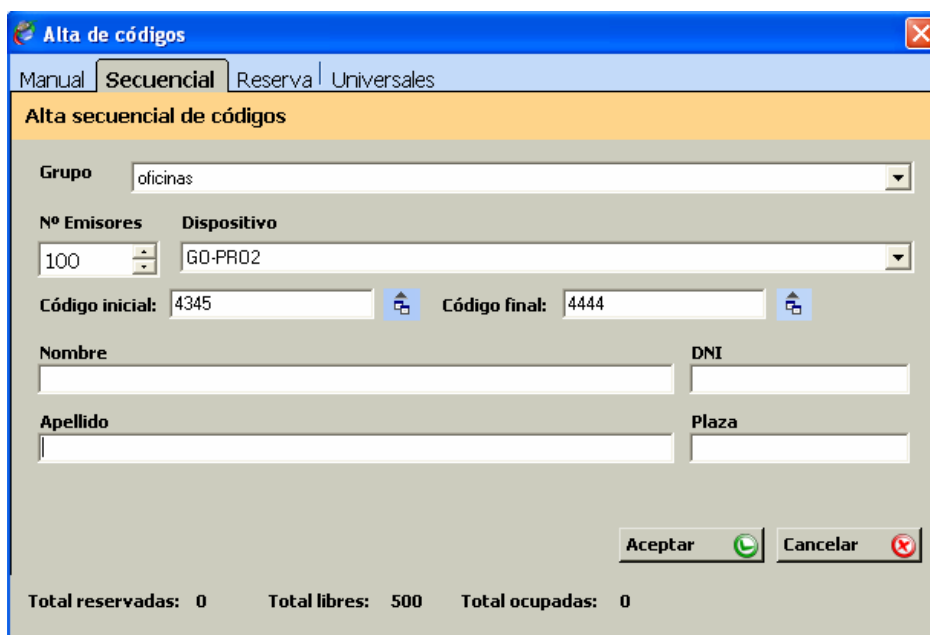 Alta de códigos
Manual Secuencial Reserva Universales
Alta secuencial de códigos
Grupo oficinas
Nº Emisores Dispositivo
100 GO-PRO2
Código inicial: 4345 Código final: 4444
Nombre DNI
Apellido Plaza
Aceptar Cancelar
Total reservadas: 0 Total libres: 500 Total ocupadas: 0